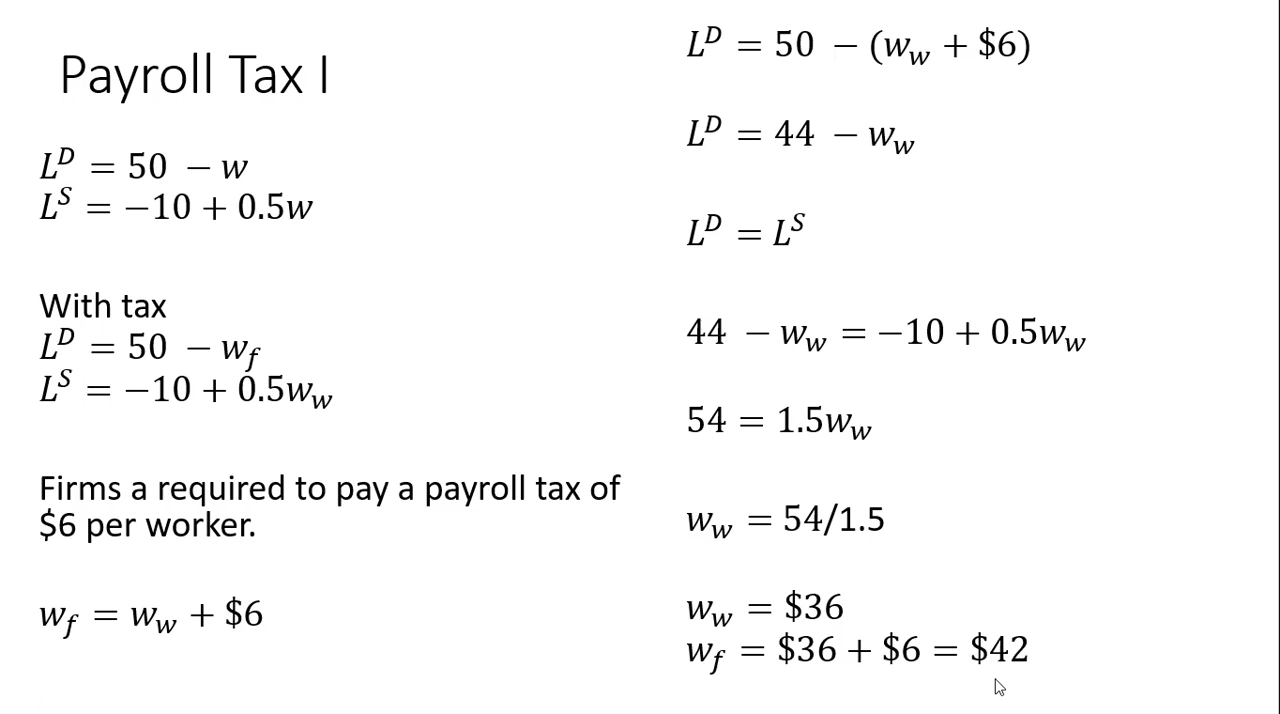 Payroll Tax I
L^D = 50 − w
L^S = −10 + 0.5w
With tax
L^D = 50 − w_f
L^S = −10 + 0.5w_w
Firms a required to pay a payroll tax of
$6 per worker.
w_f = w_w + $6
L^D = 50 − (w_w + $6)
L^D = 44 − w_w
L^D = L^S
44 − w_w = −10 + 0.5w_w
54 = 1.5w_w
w_w = 54/1.5
w_w = $36
w_f = $36 + $6 = $42